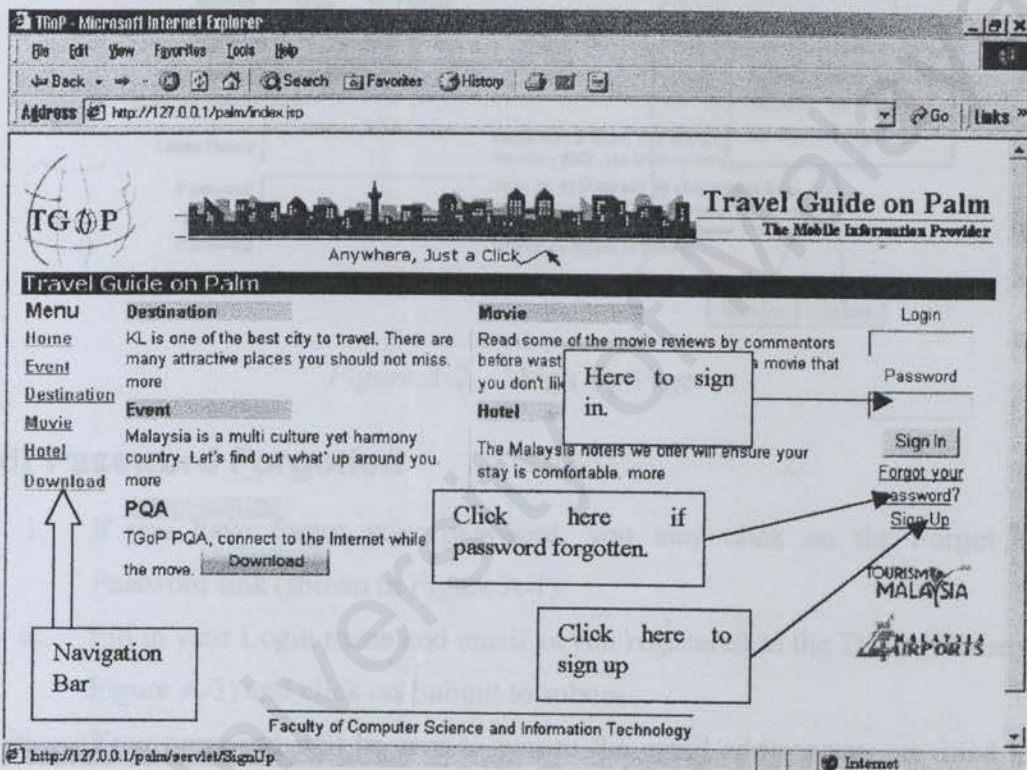 TGoP - Microsoft Internet Explorer
File Edit View Favorites Tools Help
Back Search Favorites History
Address http://127.0.0.1/palm/index.jsp Go Links »
TGOP
Travel Guide on Palm
The Mobile Information Provider
Anywhere, Just a Click
Travel Guide on Palm
Menu
Home
Event
Destination
Movie
Hotel
Download
Destination
KL is one of the best city to travel. There are
many attractive places you should not miss.
more
Event
Malaysia is a multi culture yet harmony
country. Let's find out what' up around you.
more
PQA
TGoP PQA, connect to the Internet while
the move. Download
Movie
Read some of the movie reviews by commentors
before wast a movie that
you don't lik
Hotel
The Malaysia hotels we offer will ensure your
stay is comfortable. more
Login
Password
Sign In
Forgot your
password?
Sign Up
TOURISM
MALAYSIA
MALAYSIA
AIRPORTS
Here to sign
in.
Click here if
password forgotten.
Click here to
sign up
Navigation
Bar
Faculty of Computer Science and Information Technology
http://127.0.0.1/palm/servlet/SignUp Internet
University of Malaya